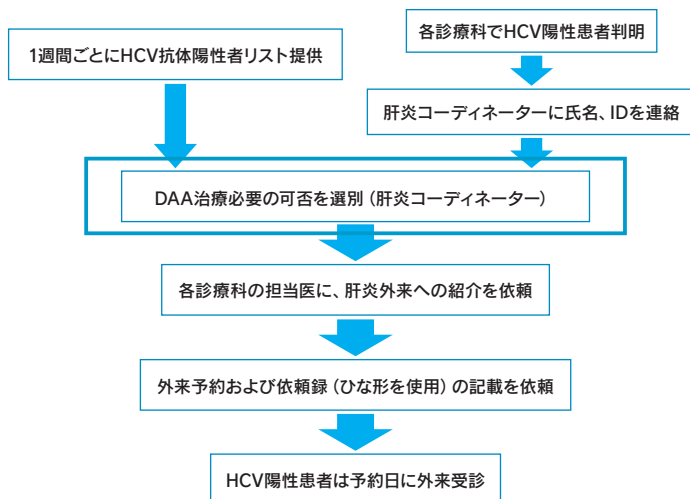 各診療科でHCV陽性患者判明
1週間ごとにHCV抗体陽性者リスト提供
肝炎コーディネーターに氏名、IDを連絡
DAA治療必要の可否を選別（肝炎コーディネーター）
各診療科の担当医に、肝炎外来への紹介を依頼
外来予約および依頼録（ひな形を使用）の記載を依頼
HCV陽性患者は予約日に外来受診